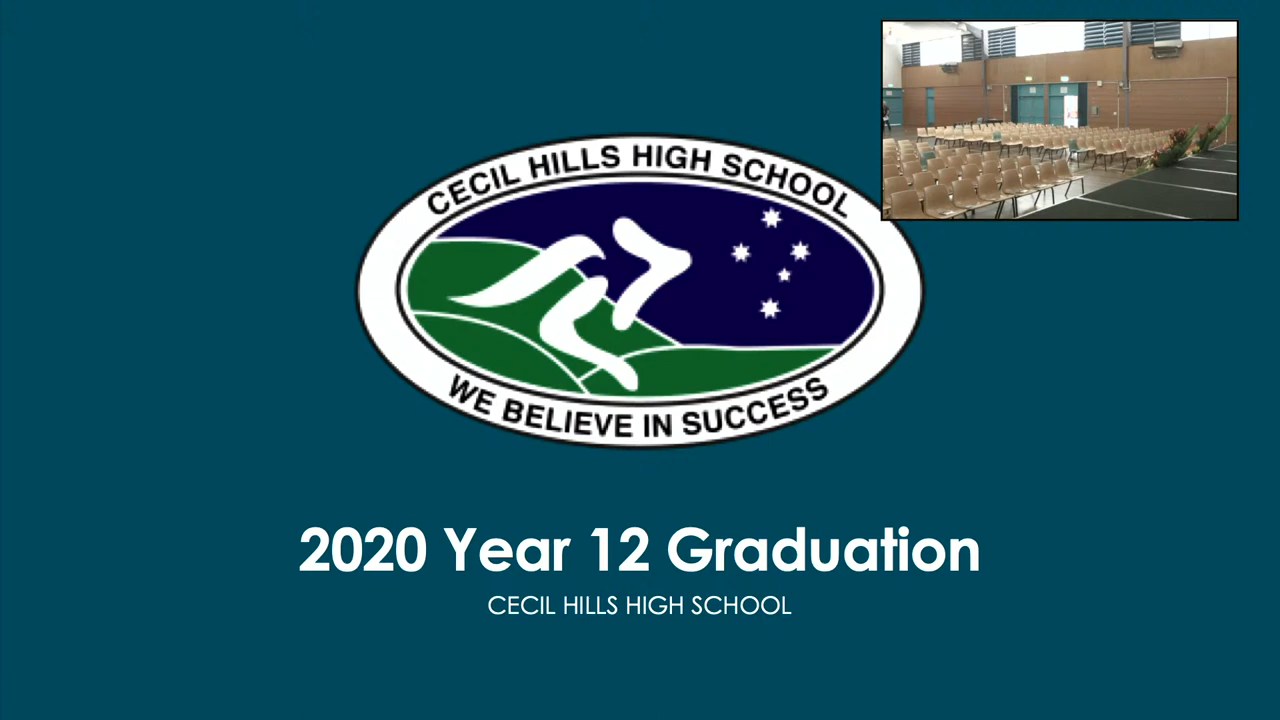 CECIL HILLS HIGH SCHOOL
WE BELIEVE IN SUCCESS
2020 Year 12 Graduation
CECIL HILLS HIGH SCHOOL